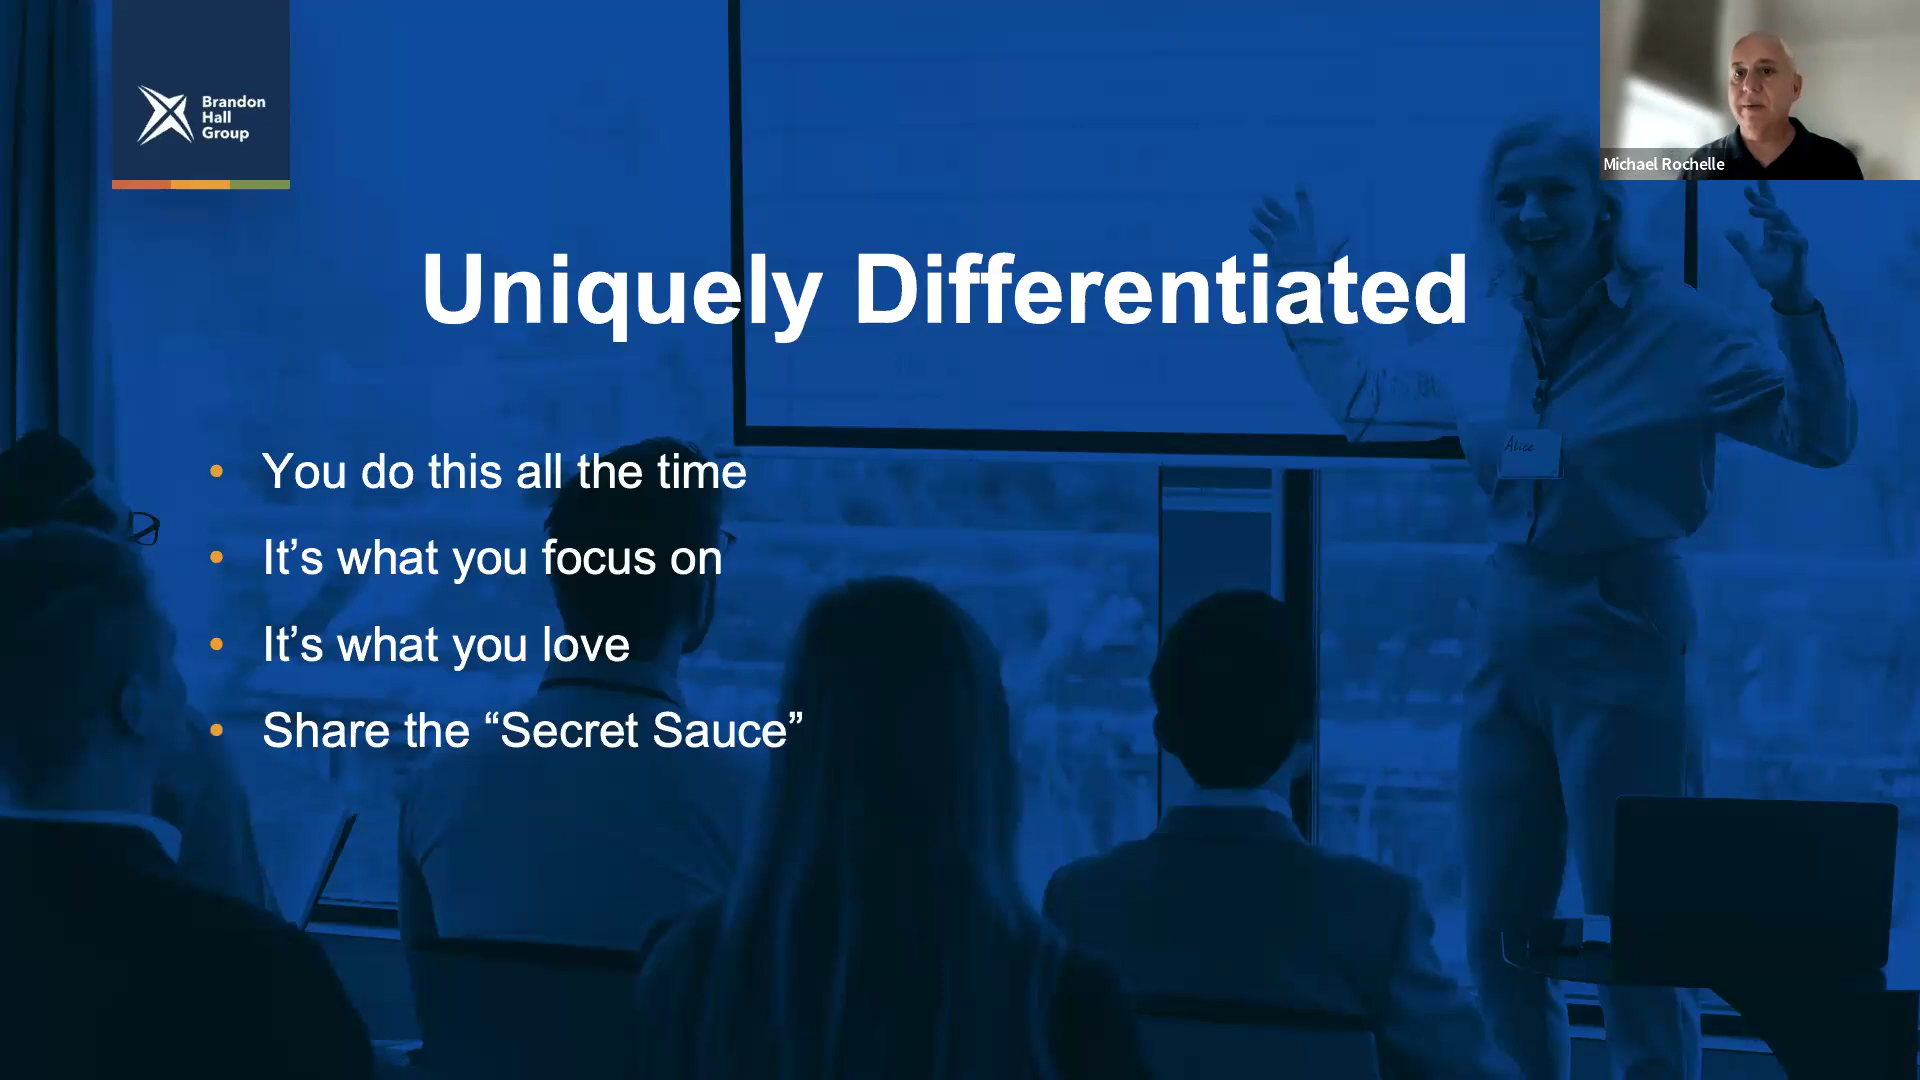 Brandon
Hall
Group
Michael Rochelle
Uniquely Differentiated
Alice
• You do this all the time
• It’s what you focus on
• It’s what you love
• Share the “Secret Sauce”